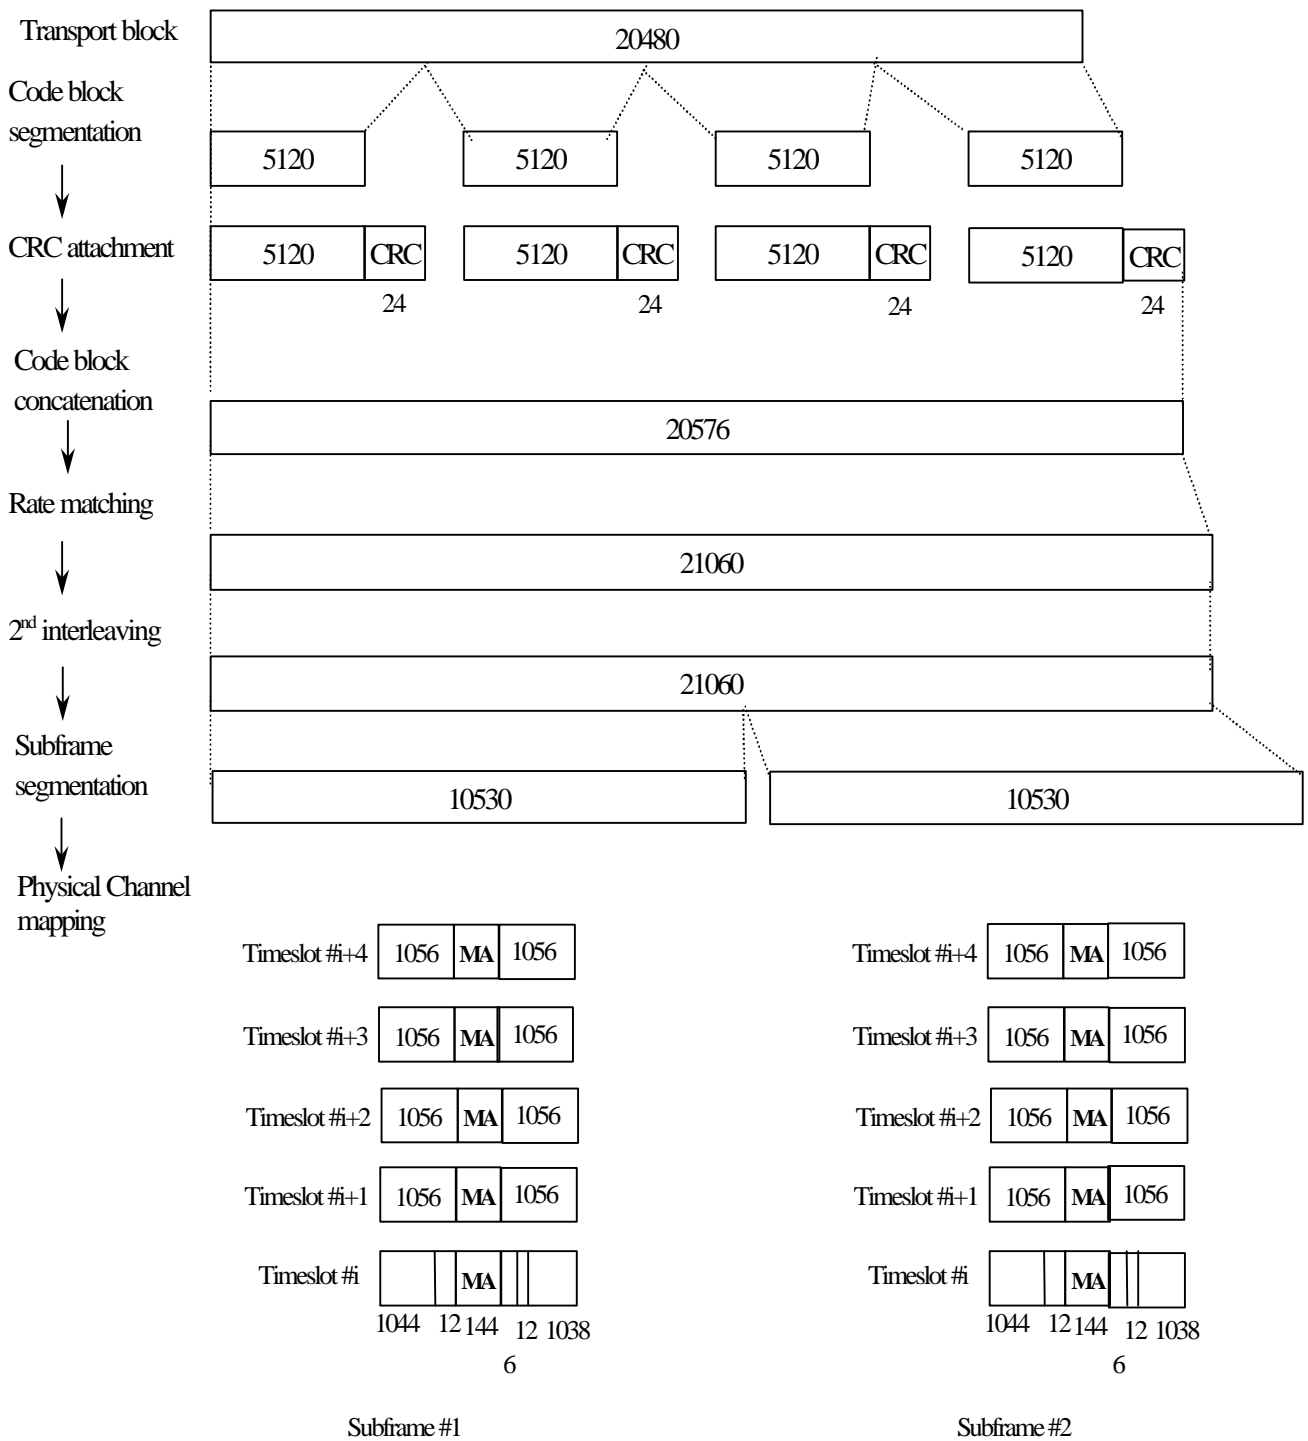 Transport block
20480
Code block
segmentation
5120 5120 5120 5120
CRC attachment
5120 CRC 5120 CRC 5120 CRC 5120 CRC
24 24 24 24
Code block
concatenation
20576
Rate matching
21060
2nd interleaving
21060
Subframe
segmentation
10530 10530
Physical Channel
mapping
Timeslot #i+4 1056 MA 1056 Timeslot #i+4 1056 MA 1056
Timeslot #i+3 1056 MA 1056 Timeslot #i+3 1056 MA 1056
Timeslot #i+2 1056 MA 1056 Timeslot #i+2 1056 MA 1056
Timeslot #i+1 1056 MA 1056 Timeslot #i+1 1056 MA 1056
Timeslot #i MA Timeslot #i MA
1044 12 144 12 1038 1044 12 144 12 1038
6 6
Subframe #1 Subframe #2